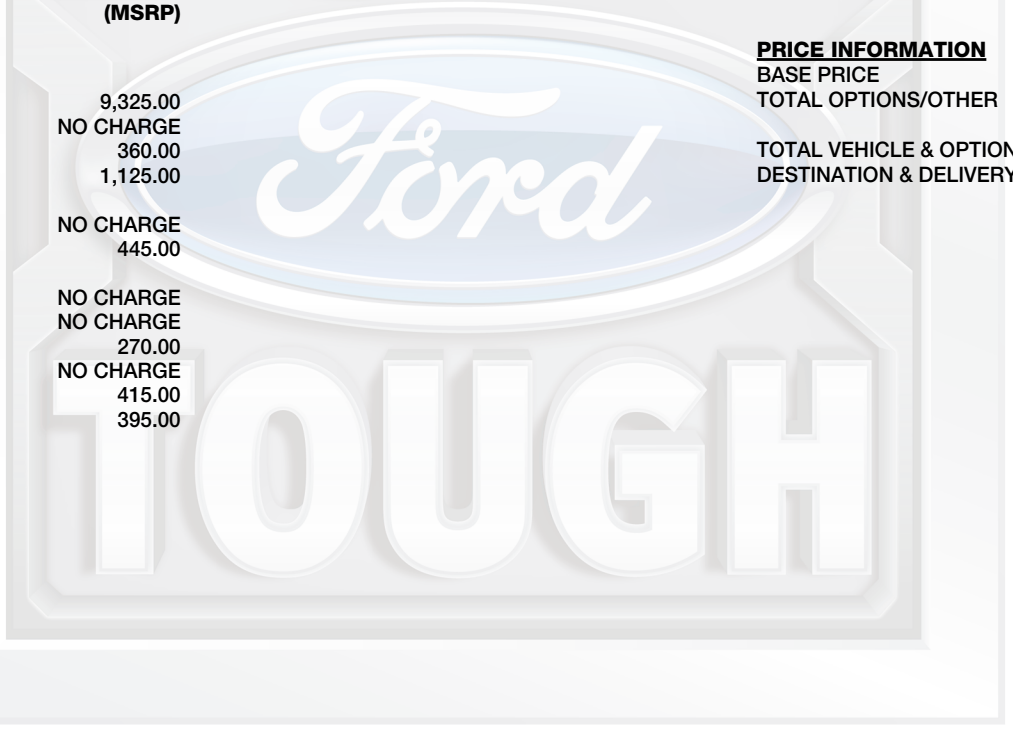 (MSRP)
9,325.00
NO CHARGE
360.00
1,125.00
NO CHARGE
445.00
NO CHARGE
NO CHARGE
270.00
NO CHARGE
415.00
395.00
PRICE INFORMATION
BASE PRICE
TOTAL OPTIONS/OTHER
TOTAL VEHICLE & OPTION
DESTINATION & DELIVERY
Ford
TOUGH